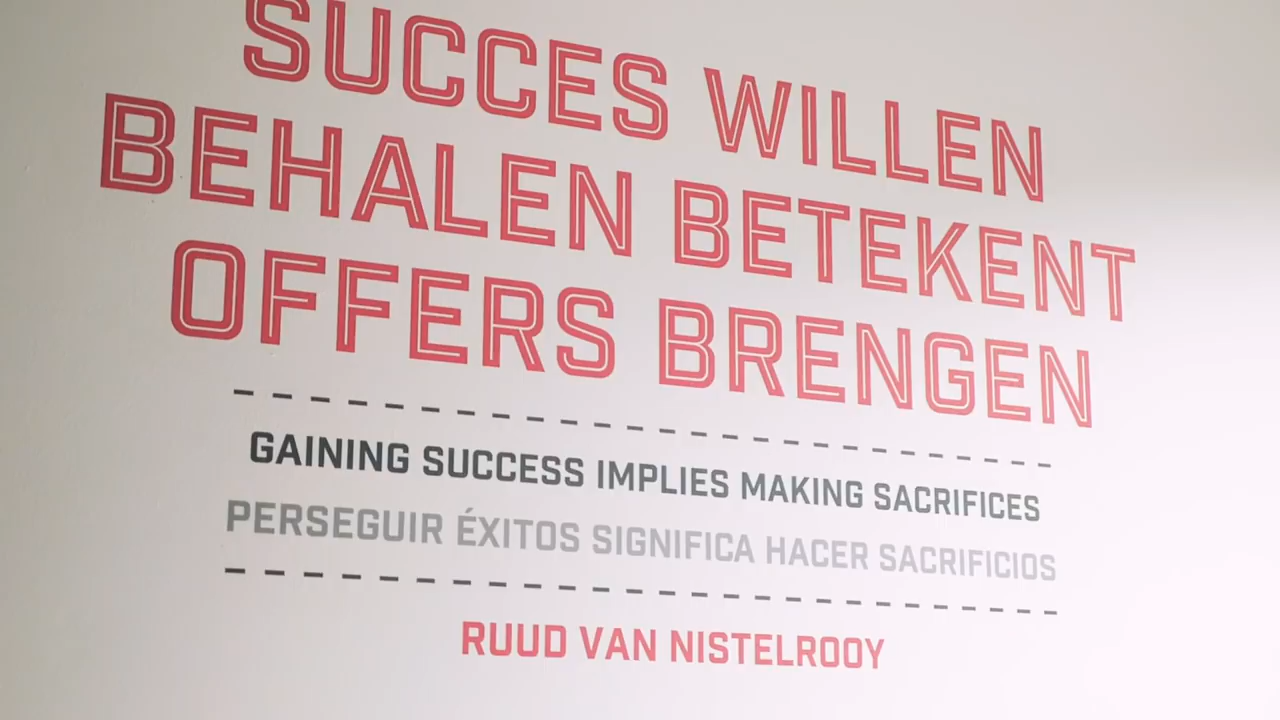 SUCCES WILLEN
BEHALEN BETEKENT
OFFERS BRENGEN
GAINING SUCCESS IMPLIES MAKING SACRIFICES
PERSEGUIR ÉXITOS SIGNIFICA HACER SACRIFICIOS
RUUD VAN NISTELROOY